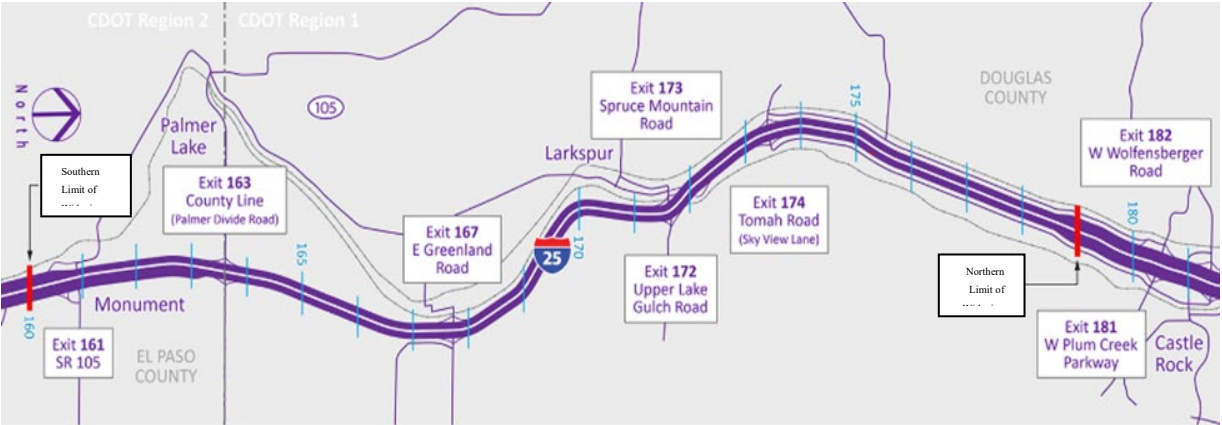 CDOT Region 2
CDOT Region 1
North
105
Palmer
Lake
Southern
Limit of
Exit 163
County Line
(Palmer Divide Road)
160
Monument
Exit 161
SR 105
EL PASO
COUNTY
165
Exit 167
E Greenland
Road
Larkspur
25
170
Exit 173
Spruce Mountain
Road
Exit 172
Upper Lake
Gulch Road
Exit 174
Tomah Road
(Sky View Lane)
175
DOUGLAS
COUNTY
Northern
Limit of
Exit 182
W Wolfensberger
Road
180
Exit 181
W Plum Creek
Parkway
Castle
Rock